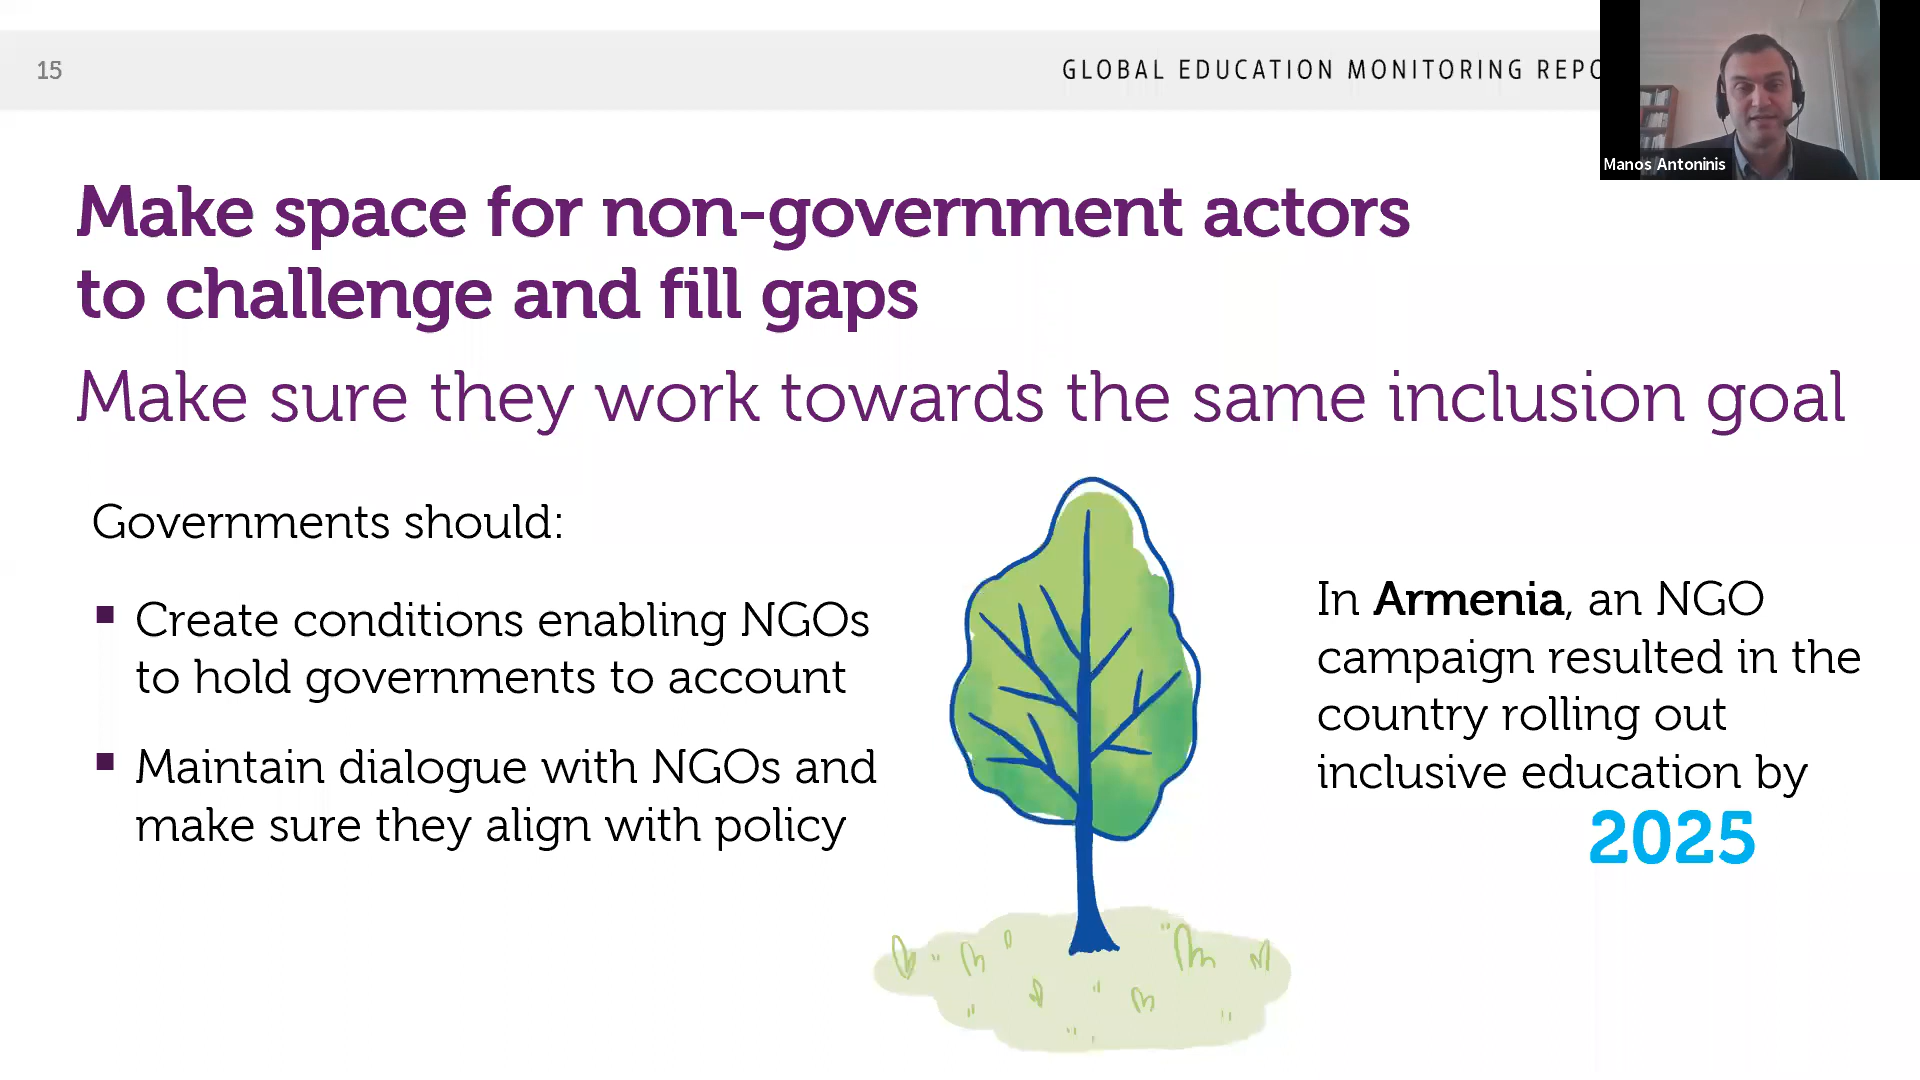 15
GLOBAL EDUCATION MONITORING REPO
Manos Antoninis
Make space for non-government actors
to challenge and fill gaps
Make sure they work towards the same inclusion goal
Governments should:
▪ Create conditions enabling NGOs
to hold governments to account
▪ Maintain dialogue with NGOs and
make sure they align with policy
In Armenia, an NGO
campaign resulted in the
country rolling out
inclusive education by
2025